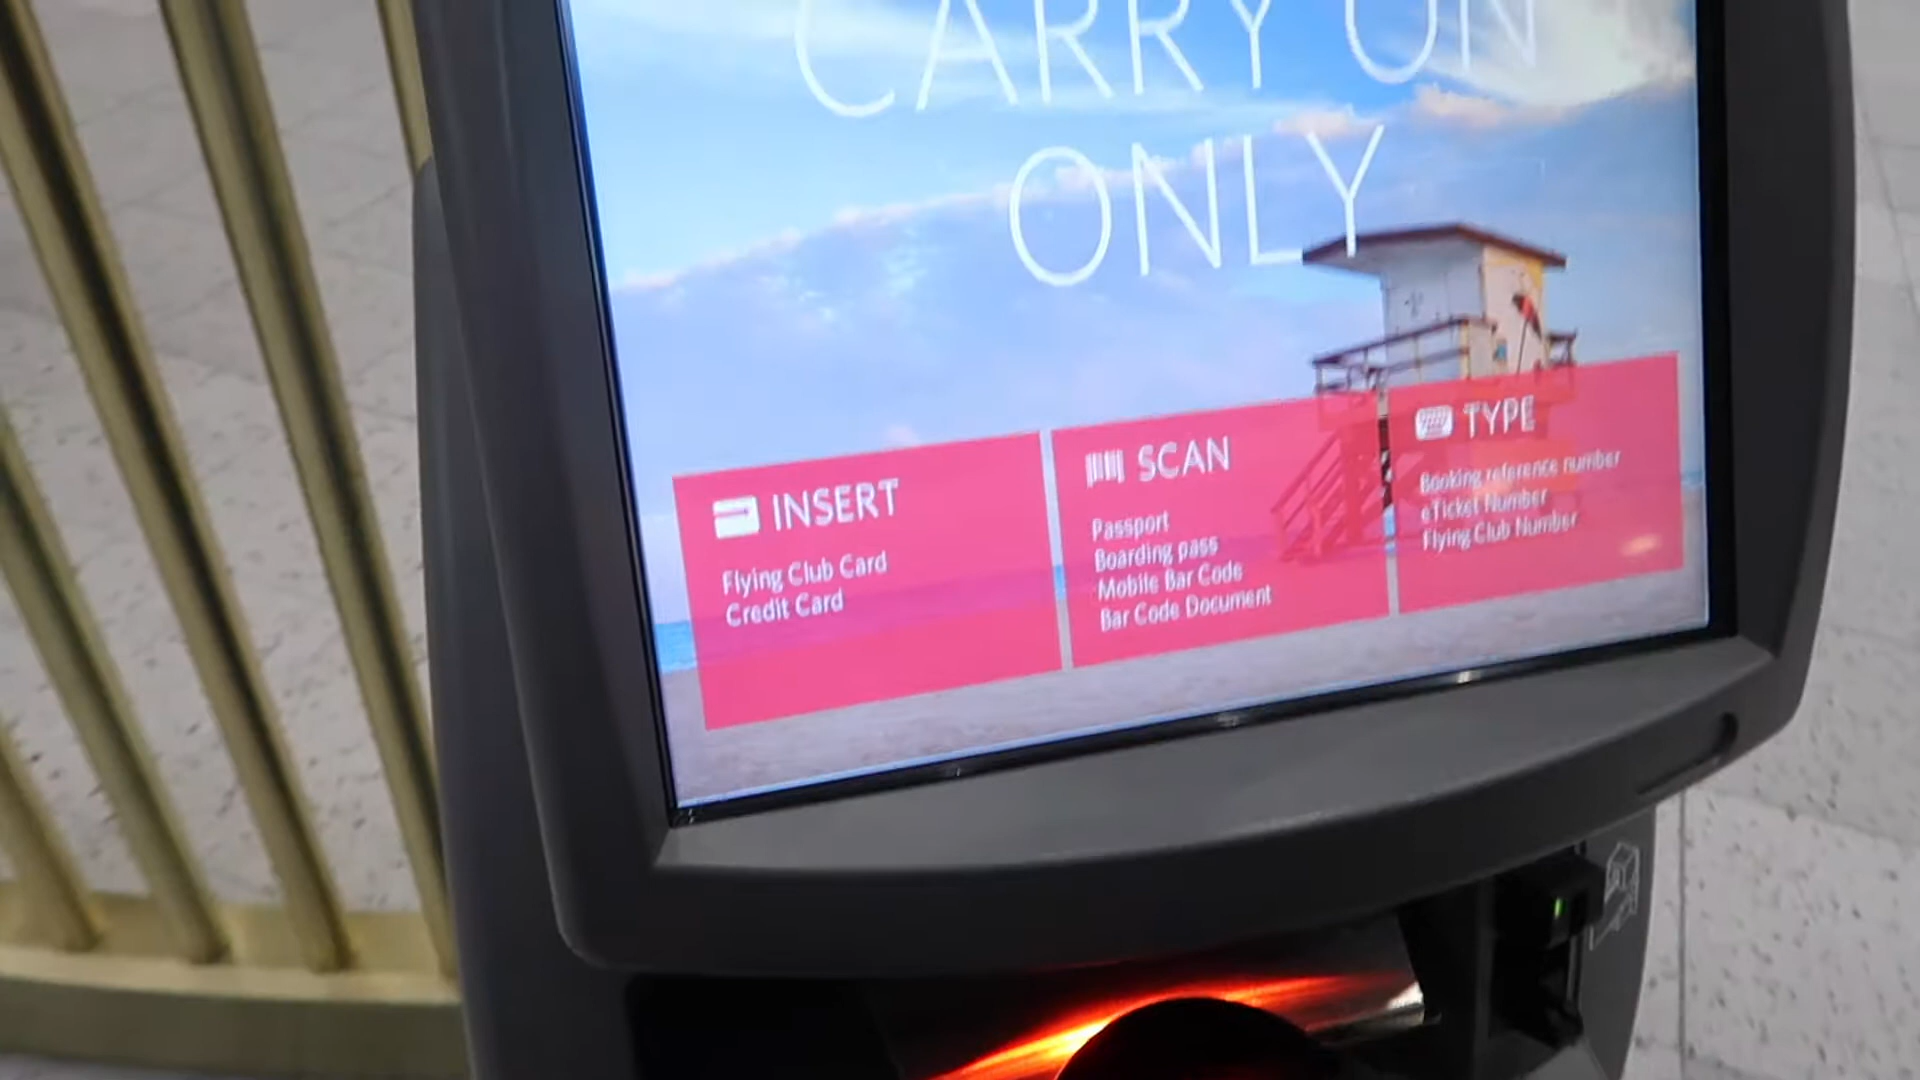 CARRY ON
ONLY
INSERT
Flying Club Card
Credit Card
SCAN
Passport
Boarding pass
Mobile Bar Code
Bar Code Document
TYPE
Booking reference number
eTicket Number
Flying Club Number